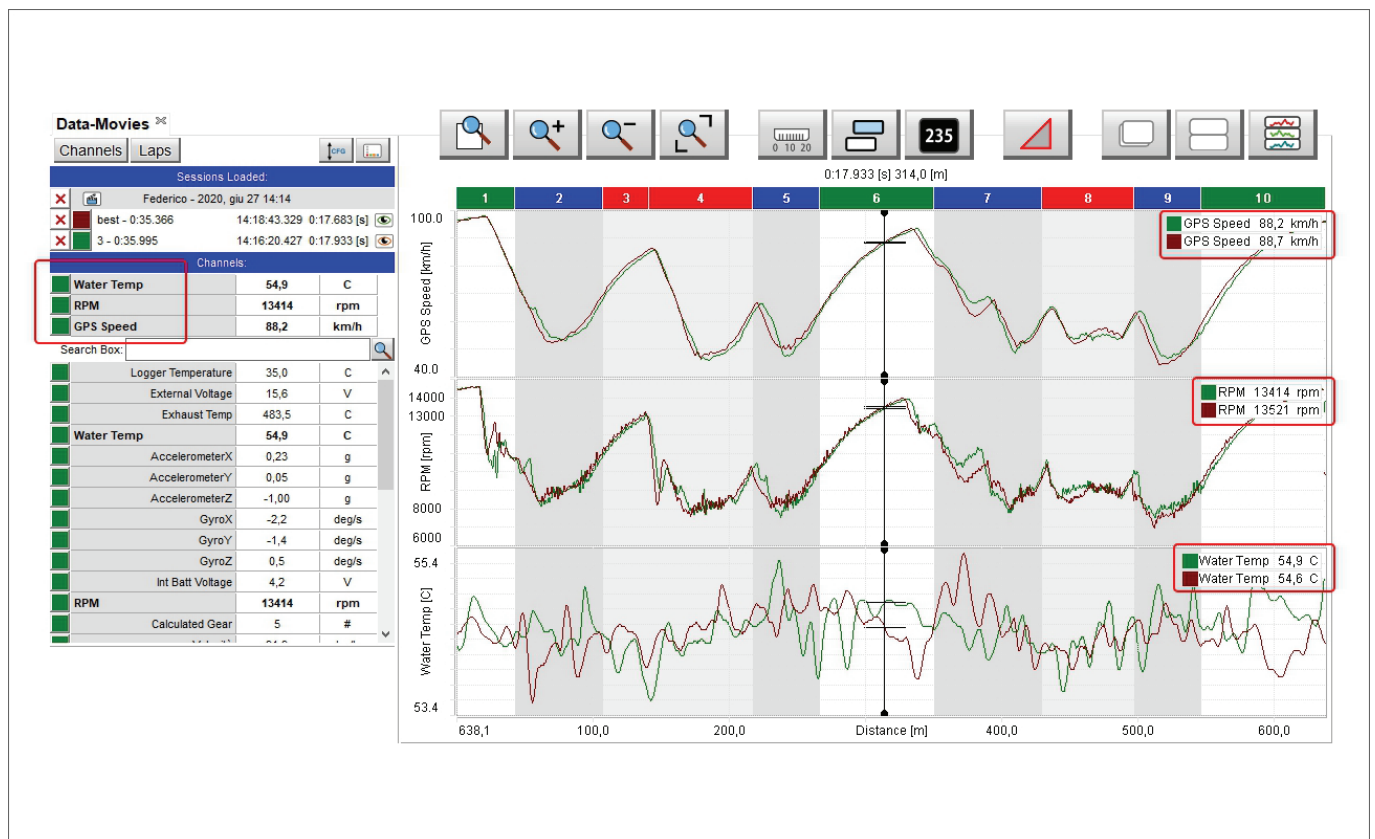 Data-Movies
Channels Laps CFG
Sessions Loaded:
Federico - 2020, giu 27 14:14
best - 0:35.366 14:18:43.329 0:17.683 [s]
3 - 0:35.995 14:16:20.427 0:17.933 [s]
Channels:
Water Temp 54,9 C
RPM 13414 rpm
GPS Speed 88,2 km/h
Search Box:
Logger Temperature 35,0 C
External Voltage 15,6 V
Exhaust Temp 483,5 C
Water Temp 54,9 C
AccelerometerX 0,23 g
AccelerometerY 0,05 g
AccelerometerZ -1,00 g
GyroX -2,2 deg/s
GyroY -1,4 deg/s
GyroZ 0,5 deg/s
Int Batt Voltage 4,2 V
RPM 13414 rpm
Calculated Gear 5 #
0 10 20
235
0:17.933 [s] 314,0 [m]
1 2 3 4 5 6 7 8 9 10
100.0
GPS Speed [km/h]
40.0
GPS Speed 88,2 km/h
GPS Speed 88,7 km/h
14000
13000
RPM [rpm]
8000
6000
RPM 13414 rpm
RPM 13521 rpm
55.4
Water Temp [C]
53.4
Water Temp 54,9 C
Water Temp 54,6 C
638,1 100,0 200,0 Distance [m] 400,0 500,0 600,0